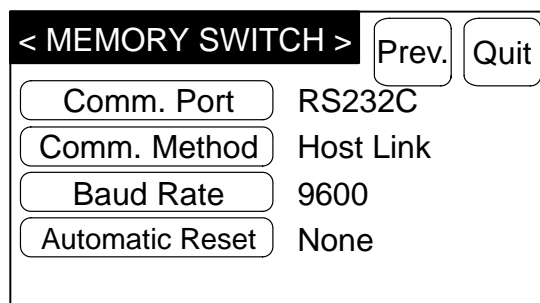 < MEMORY SWITCH > Prev. Quit
Comm. Port RS232C
Comm. Method Host Link
Baud Rate 9600
Automatic Reset None